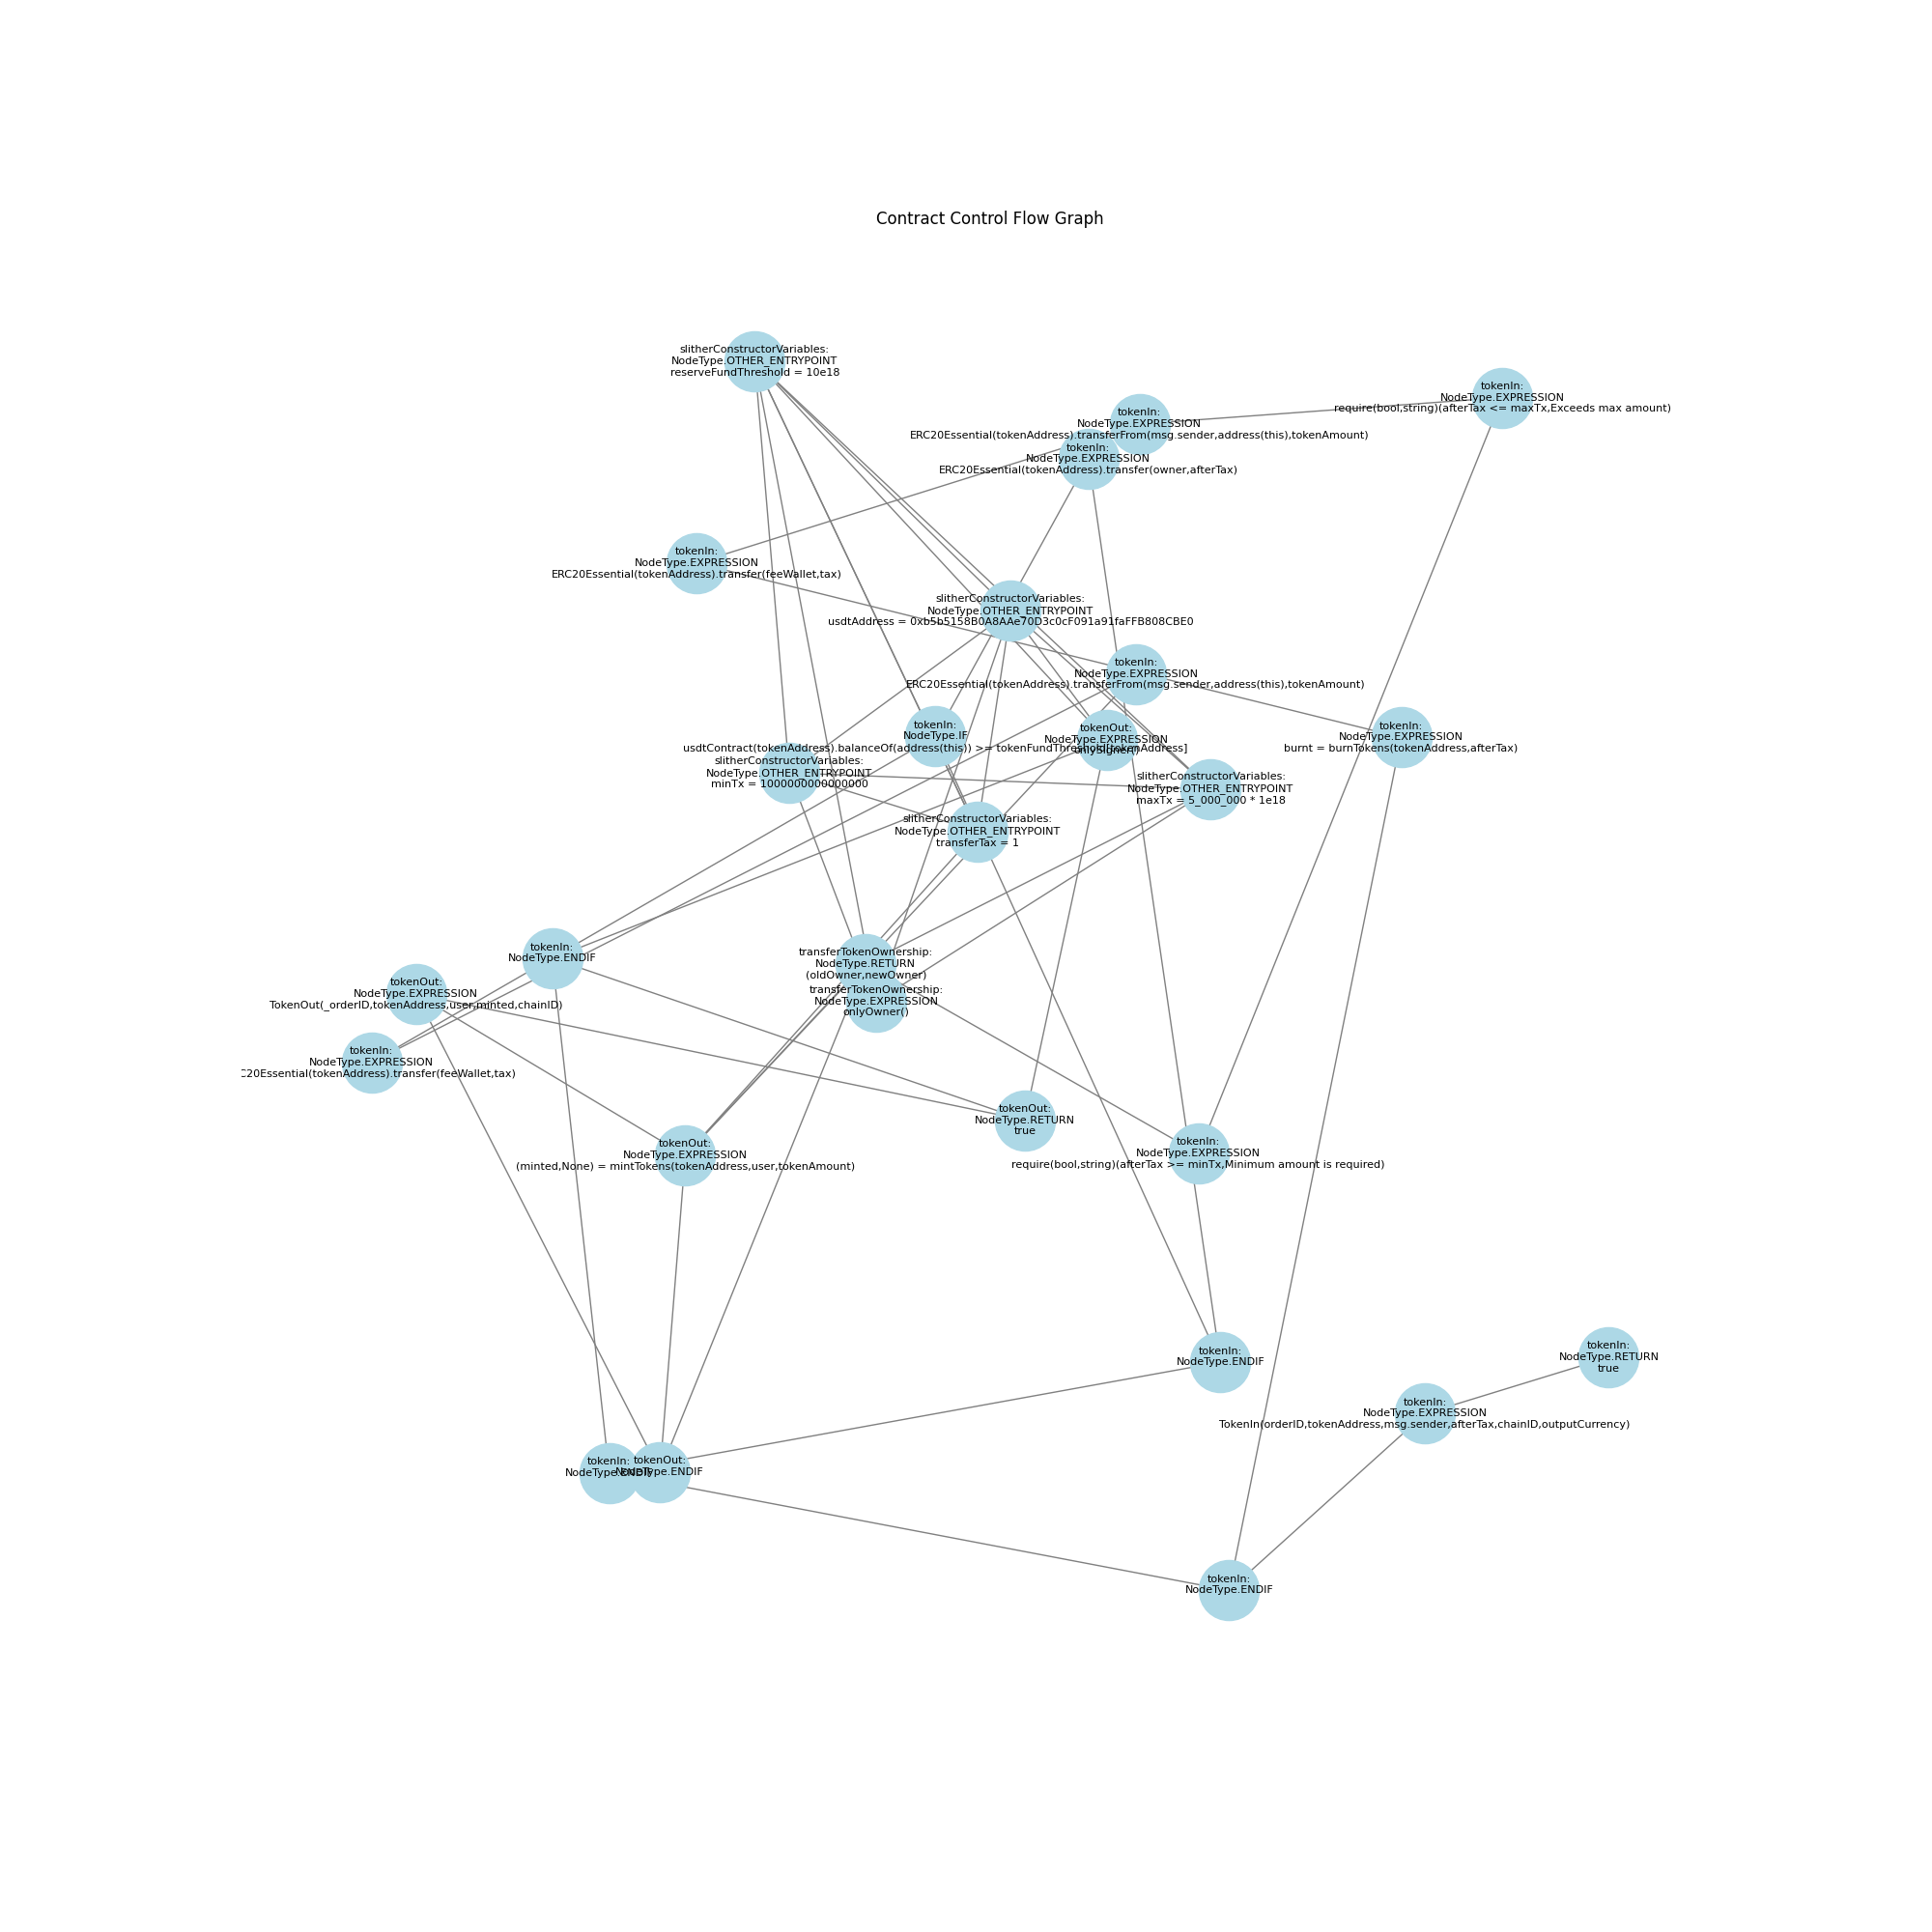 Contract Control Flow Graph
slitherConstructorVariables:
NodeType.OTHER_ENTRYPOINT
reserveFundThreshold = 10e18
tokenIn:
NodeType.EXPRESSION
require(bool,string)(afterTax <= maxTx,Exceeds max amount)
tokenIn:
NodeType.EXPRESSION
ERC20Essential(tokenAddress).transferFrom(msg.sender,address(this),tokenAmount)
tokenIn:
NodeType.EXPRESSION
ERC20Essential(tokenAddress).transfer(owner,afterTax)
tokenIn:
NodeType.EXPRESSION
ERC20Essential(tokenAddress).transfer(feeWallet,tax)
slitherConstructorVariables:
NodeType.OTHER_ENTRYPOINT
usdtAddress = 0xb5b5158B0A8AAe70D3c0cF091a91faFFB808CBE0
tokenIn:
NodeType.EXPRESSION
ERC20Essential(tokenAddress).transferFrom(msg.sender,address(this),tokenAmount)
tokenIn:
NodeType.IF
usdtContract(tokenAddress).balanceOf(address(this)) >= tokenFundThreshold[tokenAddress]
tokenOut:
NodeType.EXPRESSION
onlySigner()
tokenIn:
NodeType.EXPRESSION
burnt = burnTokens(tokenAddress,afterTax)
slitherConstructorVariables:
NodeType.OTHER_ENTRYPOINT
minTx = 1000000000000000
slitherConstructorVariables:
NodeType.OTHER_ENTRYPOINT
maxTx = 5_000_000 * 1e18
slitherConstructorVariables:
NodeType.OTHER_ENTRYPOINT
transferTax = 1
tokenIn:
NodeType.ENDIF
transferTokenOwnership:
NodeType.RETURN
(oldOwner,newOwner)
tokenOut:
NodeType.EXPRESSION
TokenOut(_orderID,tokenAddress,user,minted,chainID)
transferTokenOwnership:
NodeType.EXPRESSION
onlyOwner()
tokenIn:
NodeType.EXPRESSION
C20Essential(tokenAddress).transfer(feeWallet,tax)
tokenOut:
NodeType.RETURN
true
tokenOut:
NodeType.EXPRESSION
(minted,None) = mintTokens(tokenAddress,user,tokenAmount)
tokenIn:
NodeType.EXPRESSION
require(bool,string)(afterTax >= minTx,Minimum amount is required)
tokenIn:
NodeType.ENDIF
tokenIn:
NodeType.RETURN
true
tokenIn:
NodeType.EXPRESSION
TokenIn(orderID,tokenAddress,msg.sender,afterTax,chainID,outputCurrency)
tokenIn:
NodeType.ENDIF
tokenOut:
NodeType.ENDIF
tokenIn:
NodeType.ENDIF